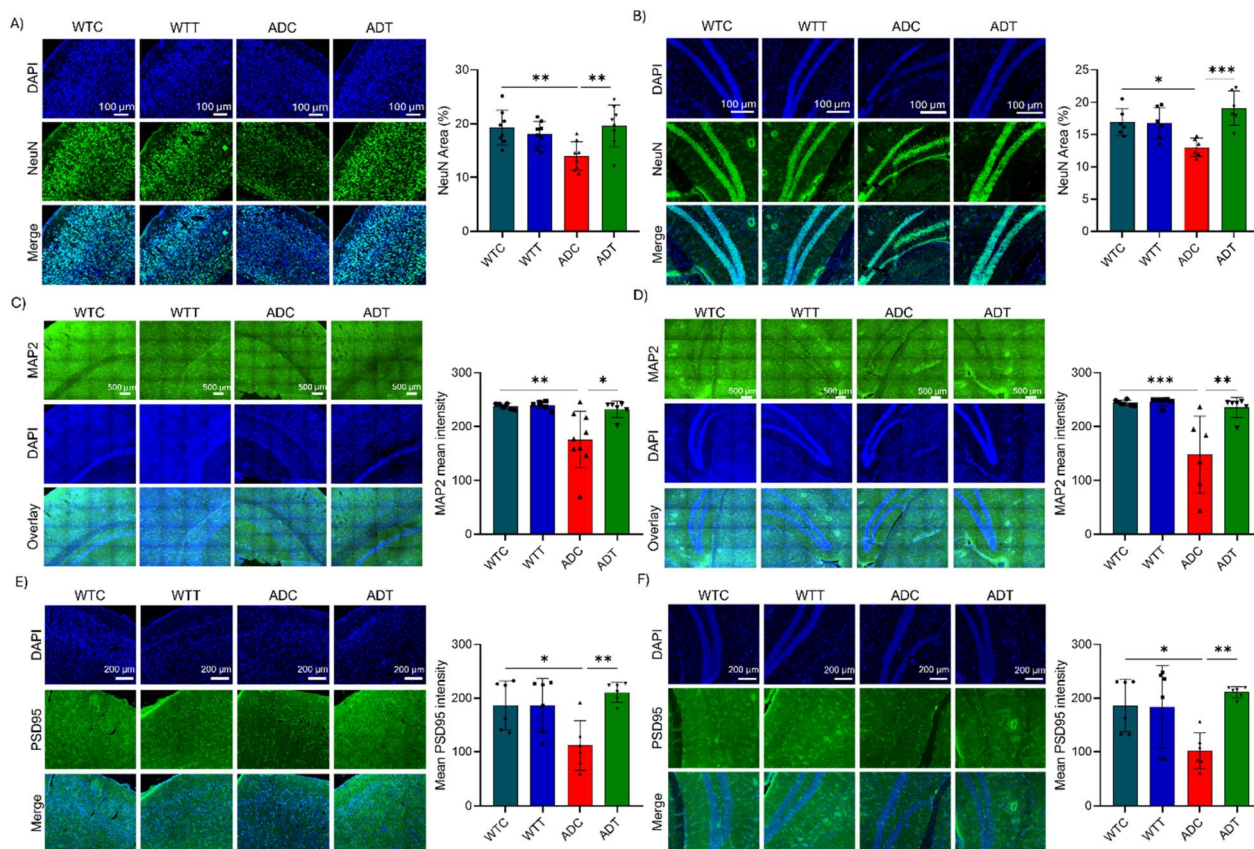 A)
WTC WTT ADC ADT
DAPI
100 µm 100 µm 100 µm 100 µm
NeuN
Merge
NeuN Area (%)
30
20
10
0
** **
WTC WTT ADC ADT
B)
WTC WTT ADC ADT
DAPI
100 µm 100 µm 100 µm 100 µm
NeuN
Merge
NeuN Area (%)
25
20
15
10
5
0
* ***
WTC WTT ADC ADT
C)
WTC WTT ADC ADT
MAP2
500 µm 500 µm 500 µm 500 µm
DAPI
Overlay
MAP2 mean intensity
300
200
100
0
** *
WTC WTT ADC ADT
D)
WTC WTT ADC ADT
MAP2
500 µm 500 µm 500 µm 500 µm
DAPI
Overlay
MAP2 mean intensity
300
200
100
0
*** **
WTC WTT ADC ADT
E)
WTC WTT ADC ADT
DAPI
200 µm 200 µm 200 µm 200 µm
PSD95
Merge
Mean PSD95 intensity
300
200
100
0
* **
WTC WTT ADC ADT
F)
WTC WTT ADC ADT
DAPI
200 µm 200 µm 200 µm 200 µm
PSD95
Merge
Mean PSD95 intensity
300
200
100
0
* **
WTC WTT ADC ADT